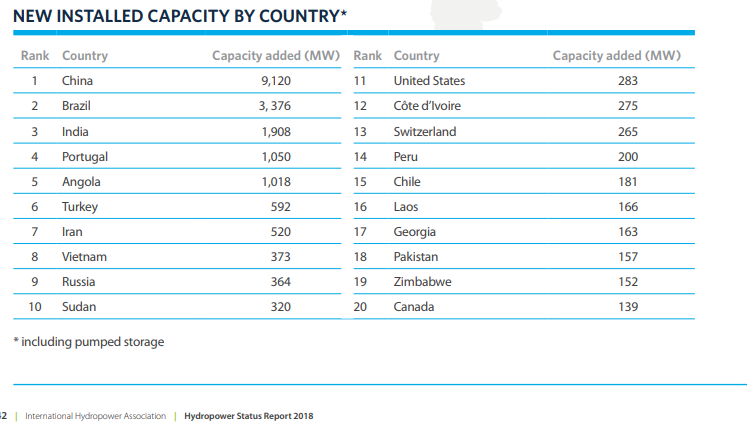 NEW INSTALLED CAPACITY BY COUNTRY*
Rank Country Capacity added (MW) Rank Country Capacity added (MW)
1 China 9,120 11 United States 283
2 Brazil 3, 376 12 Côte d'Ivoire 275
3 India 1,908 13 Switzerland 265
4 Portugal 1,050 14 Peru 200
5 Angola 1,018 15 Chile 181
6 Turkey 592 16 Laos 166
7 Iran 520 17 Georgia 163
8 Vietnam 373 18 Pakistan 157
9 Russia 364 19 Zimbabwe 152
10 Sudan 320 20 Canada 139
* including pumped storage
42 | International Hydropower Association | Hydropower Status Report 2018